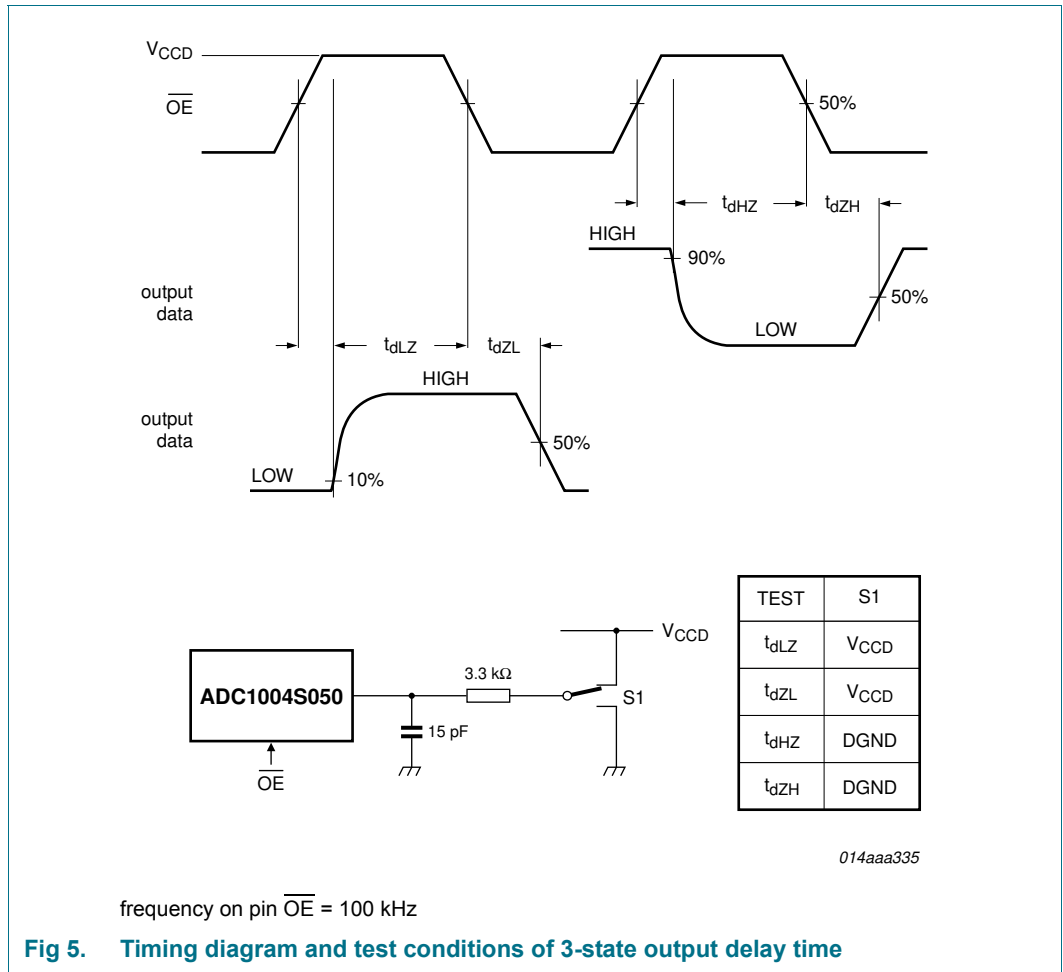 VCCD
OE
50%
tdHZ tdZH
HIGH
90%
output
data
50%
LOW
tdLZ tdZL
HIGH
output
data
50%
LOW
10%
VCCD
3.3 kΩ
ADC1004S050
S1
15 pF
OE
TEST S1
tdLZ VCCD
tdZL VCCD
tdHZ DGND
tdZH DGND
014aaa335
frequency on pin OE = 100 kHz
Fig 5. Timing diagram and test conditions of 3-state output delay time